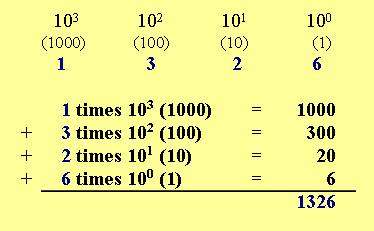 10³ 10² 10¹ 10⁰
(1000) (100) (10) (1)
1 3 2 6
1 times 10³ (1000) = 1000
+ 3 times 10² (100) = 300
+ 2 times 10¹ (10) = 20
+ 6 times 10⁰ (1) = 6
1326